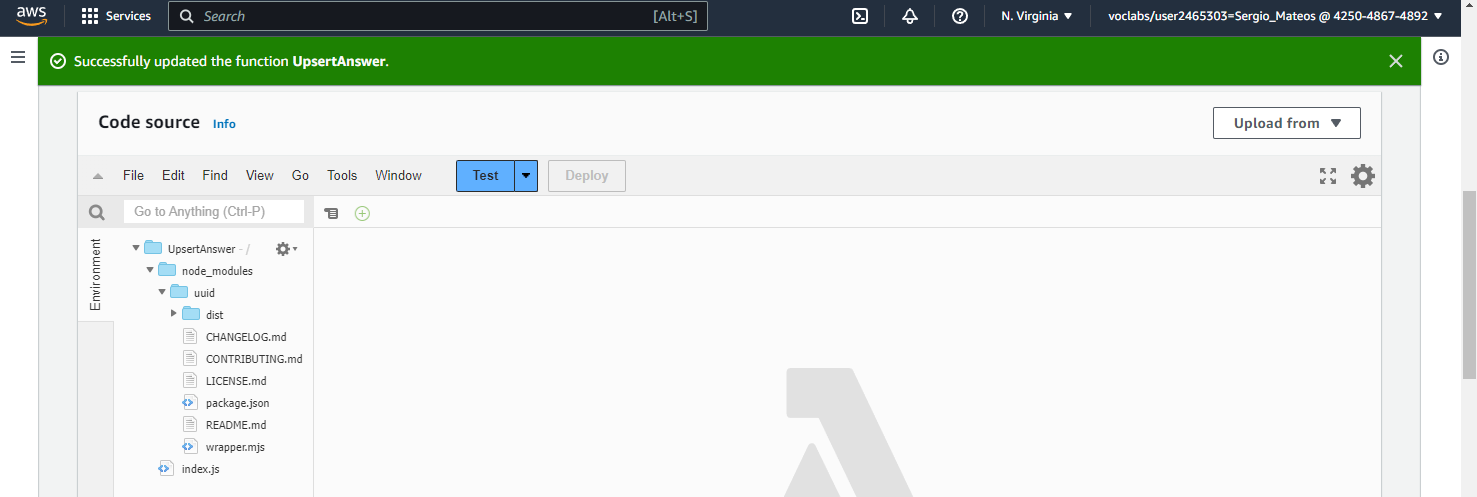 aws
Services
Search
[Alt+S]
N. Virginia
voclabs/user2465303=Sergio_Mateos @ 4250-4867-4892
Successfully updated the function UpsertAnswer.
Code source
Info
Upload from
File
Edit
Find
View
Go
Tools
Window
Test
Deploy
Go to Anything (Ctrl-P)
Environment
UpsertAnswer - /
node_modules
uuid
dist
CHANGELOG.md
CONTRIBUTING.md
LICENSE.md
package.json
README.md
wrapper.mjs
index.js